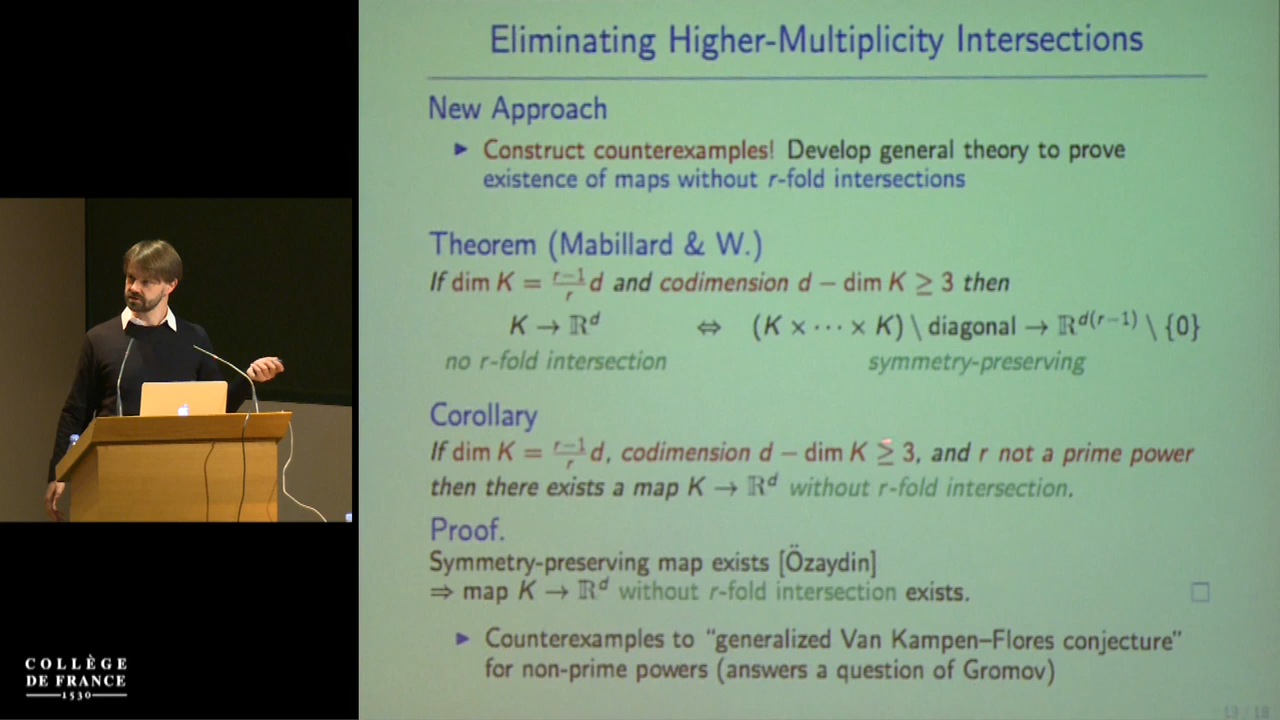 Eliminating Higher-Multiplicity Intersections
New Approach
▶ Construct counterexamples! Develop general theory to prove
existence of maps without r-fold intersections
Theorem (Mabillard & W.)
If dim K = \frac{r−1}{r} d and codimension d − dim K ≥ 3 then
K → ℝ^d ⇔ (K × ⋯ × K) \ diagonal → ℝ^{d(r−1)} \ {0}
no r-fold intersection symmetry-preserving
Corollary
If dim K = \frac{r−1}{r} d, codimension d − dim K ≥ 3, and r not a prime power
then there exists a map K → ℝ^d without r-fold intersection.
Proof.
Symmetry-preserving map exists [Özaydin]
⇒ map K → ℝ^d without r-fold intersection exists. □
▶ Counterexamples to "generalized Van Kampen–Flores conjecture"
for non-prime powers (answers a question of Gromov)
13 / 18
COLLÈGE
DE FRANCE
1530